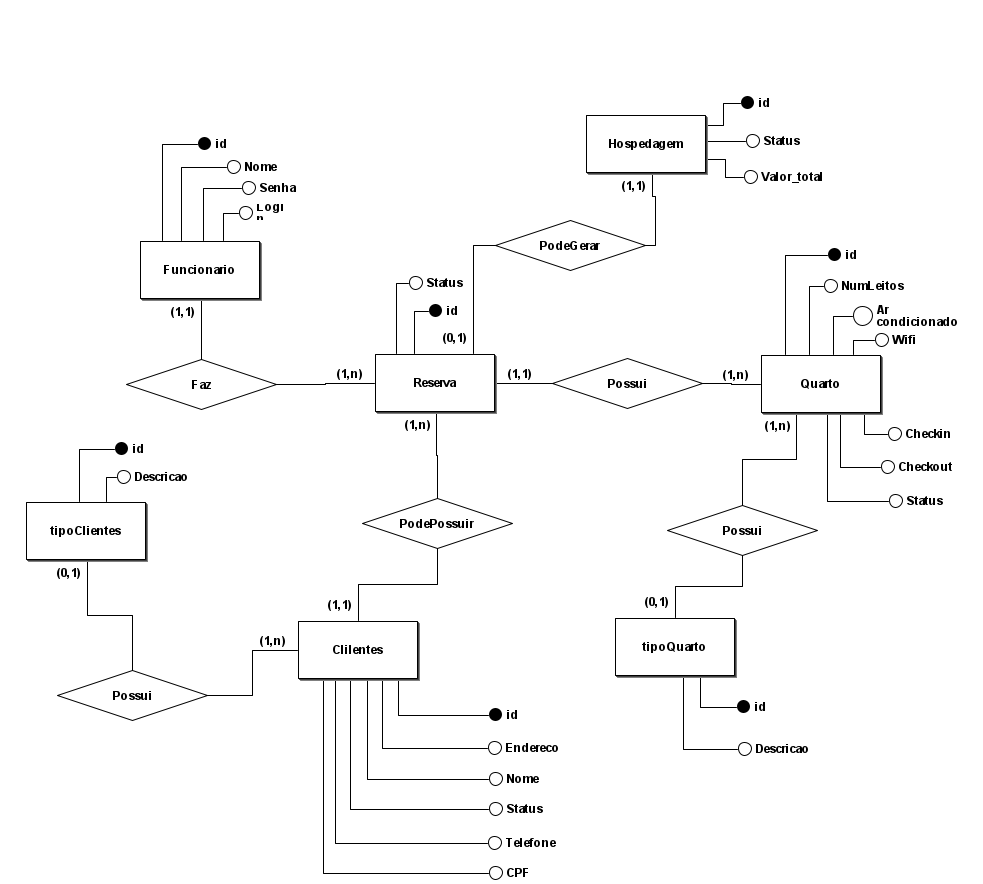 id
Status
Hospedagem
Valor_total
(1,1)
id
Nome
Senha
Funcionario
(1,1)
PodeGerar
Status
id
(0,1)
id
NumLeitos
Ar
condicionado
Wifi
Faz
(1,n)
Reserva
(1,1)
Possui
(1,n)
Quarto
(1,n)
(1,n)
Checkin
Checkout
Status
id
Descricao
tipoClientes
(0,1)
PodePossuir
Possui
(1,1)
(0,1)
(1,n)
Clilentes
tipoQuarto
Possui
id
Endereco
Nome
Status
Telefone
CPF
id
Descricao